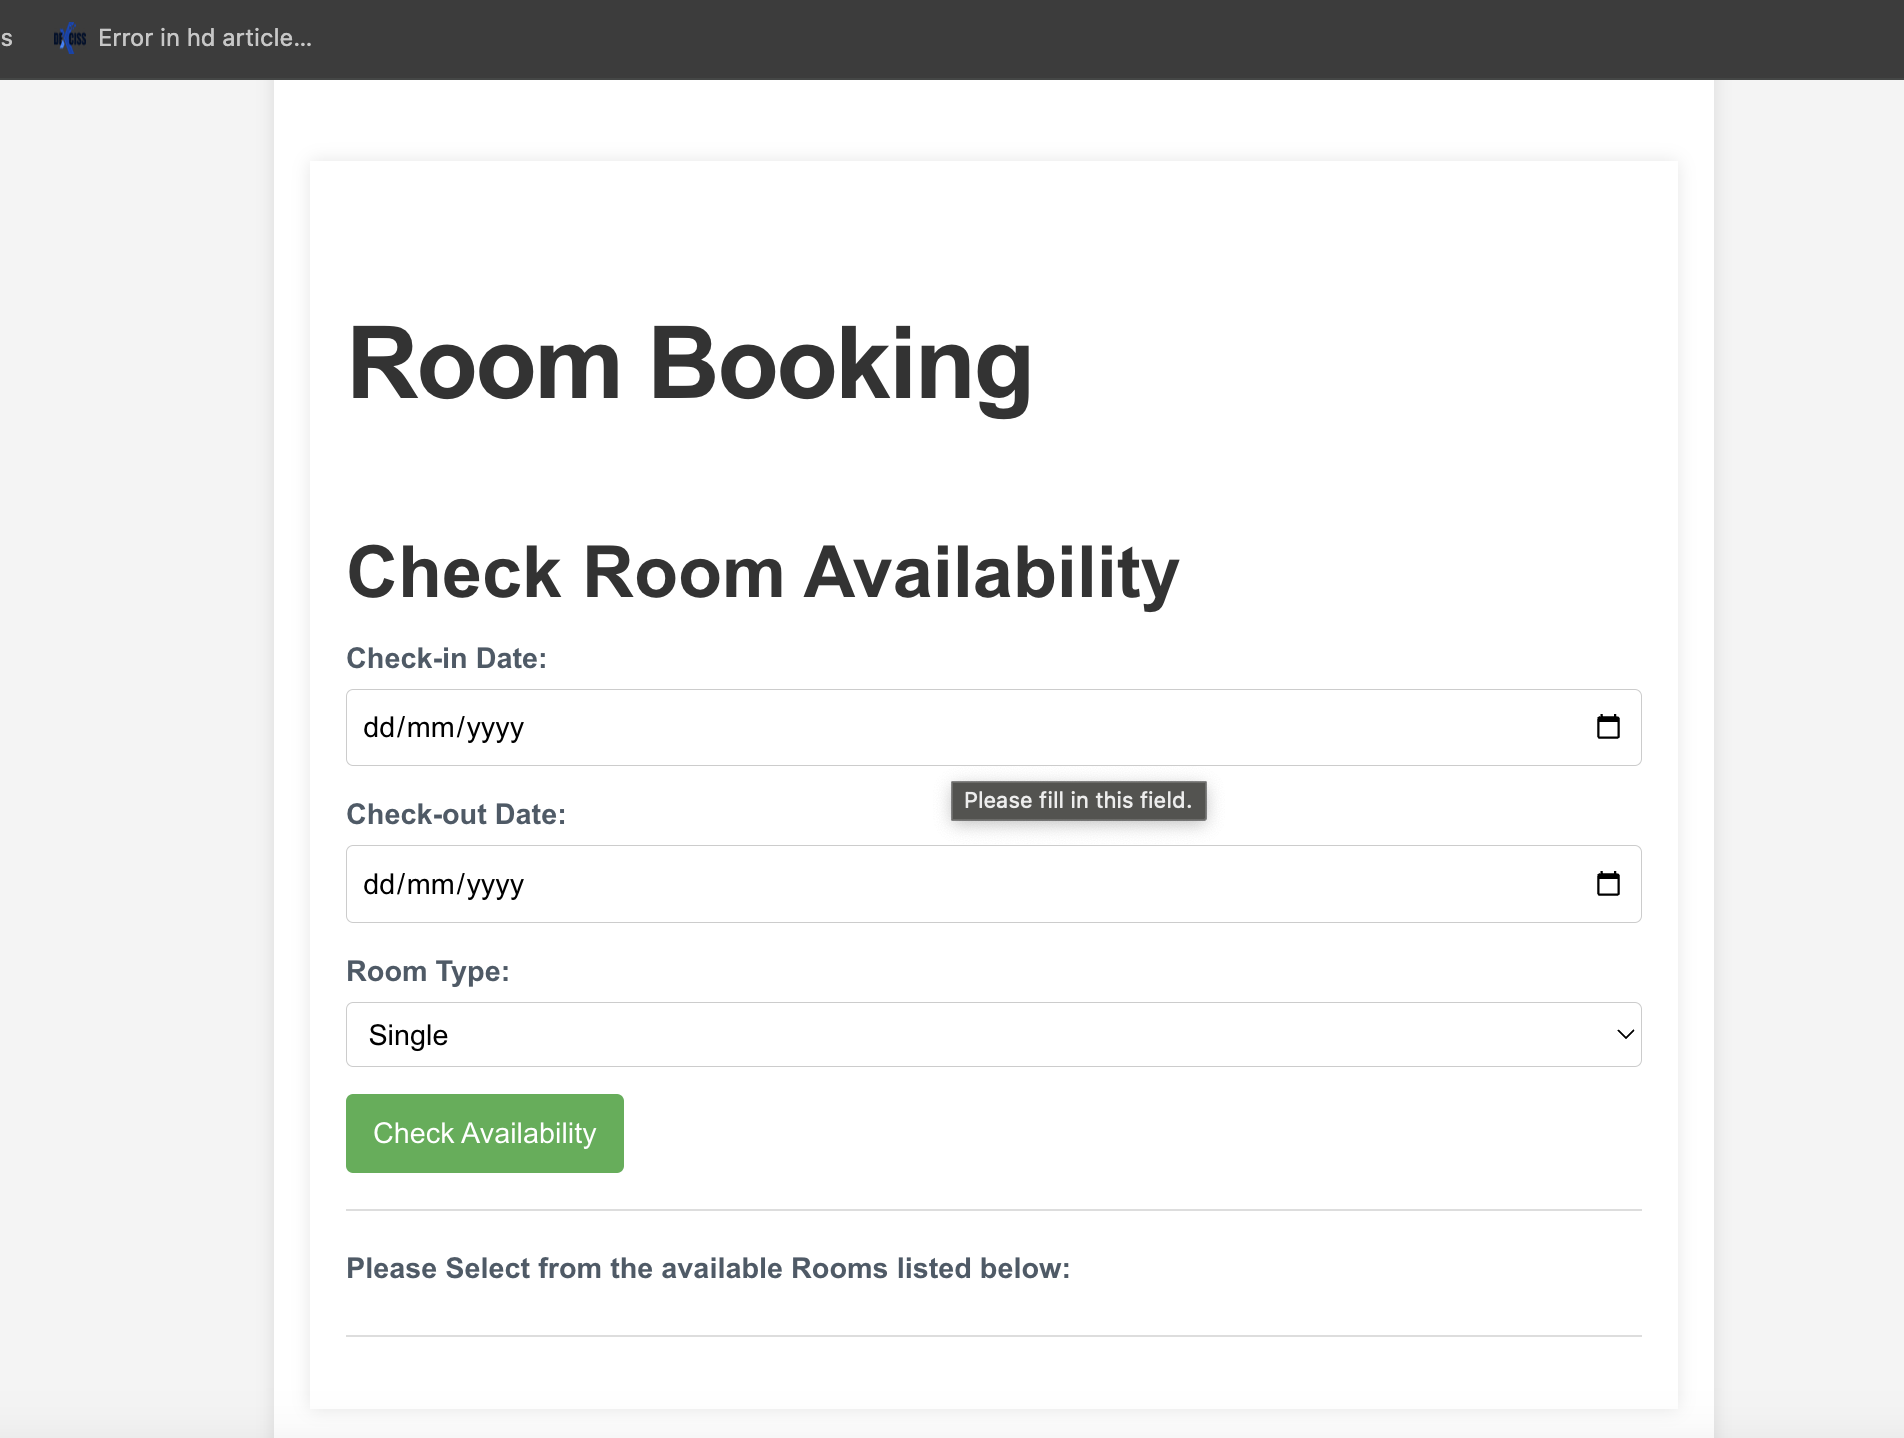 s Error in hd article...
Room Booking
Check Room Availability
Check-in Date:
dd/mm/yyyy
Please fill in this field.
Check-out Date:
dd/mm/yyyy
Room Type:
Single
Check Availability
Please Select from the available Rooms listed below: